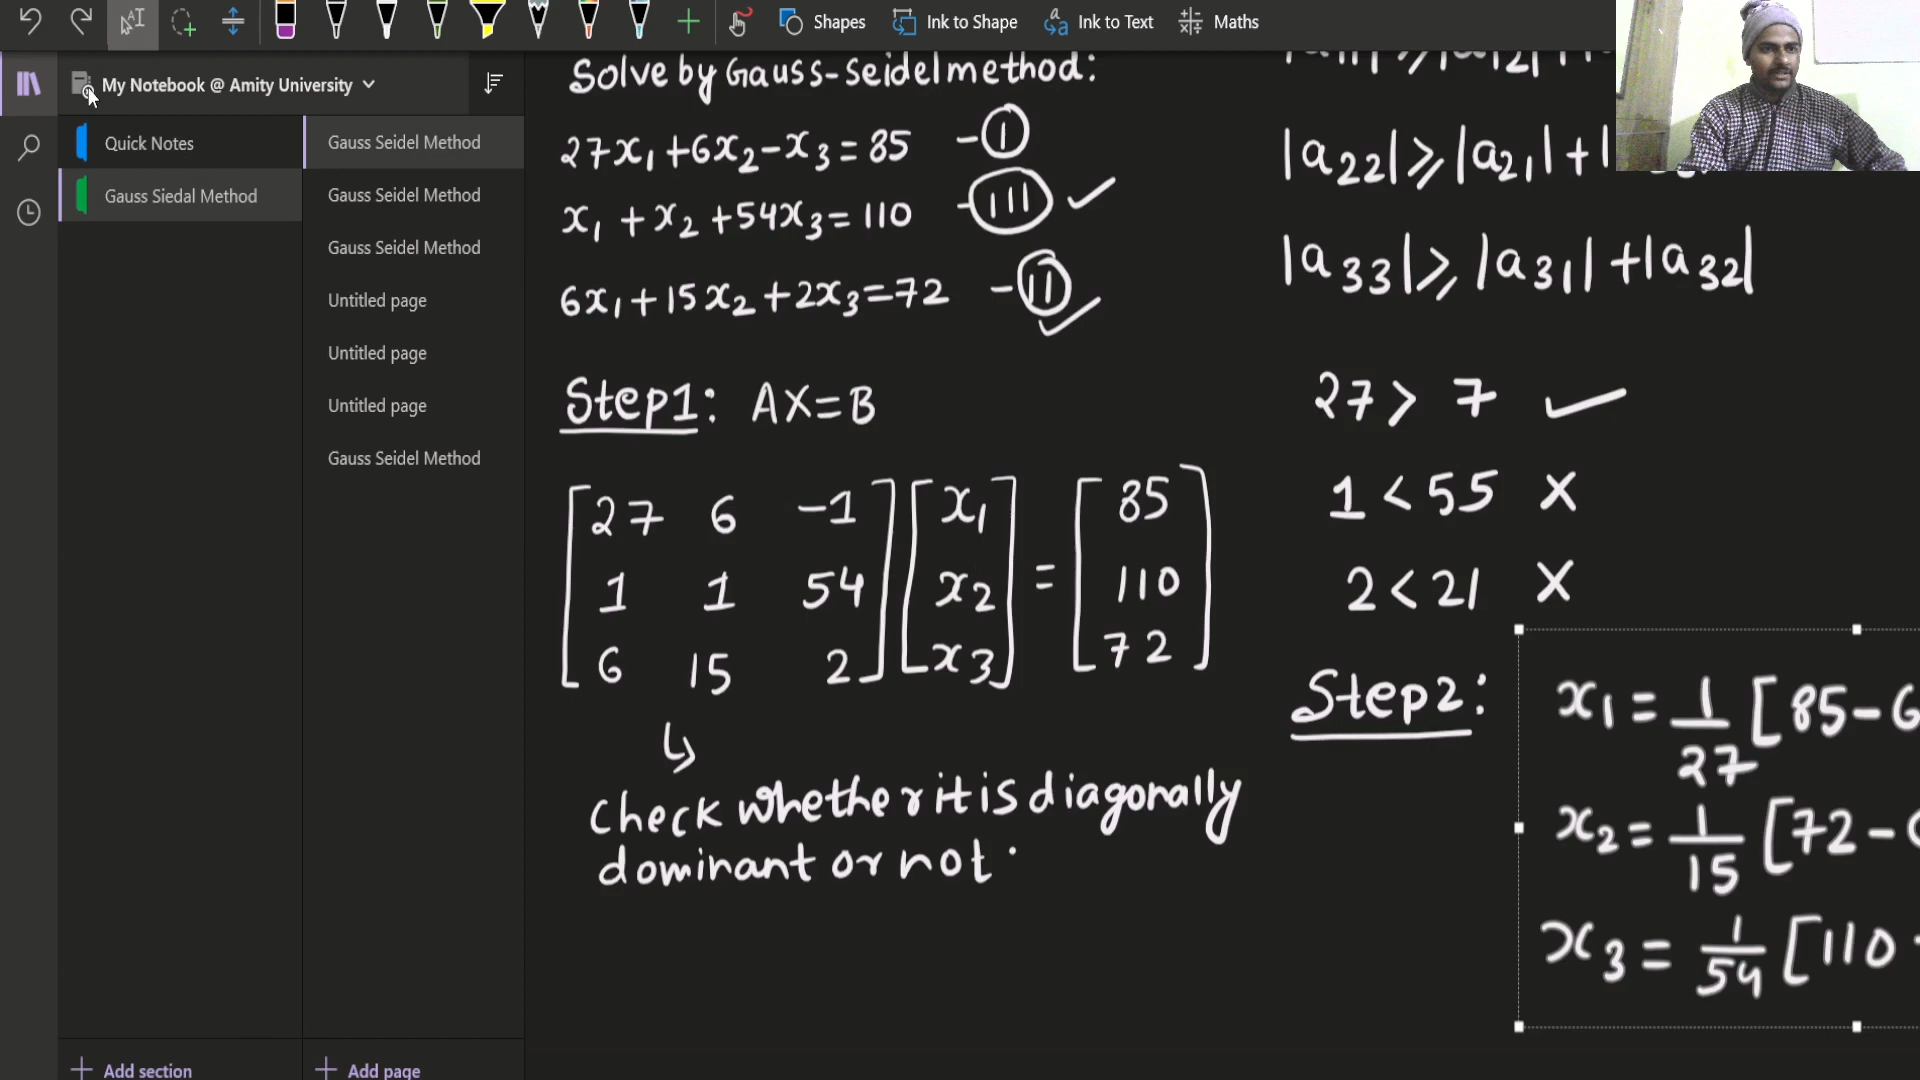 Shapes Ink to Shape Ink to Text Maths
My Notebook @ Amity University
Quick Notes
Gauss Siedal Method
Gauss Seidel Method
Gauss Seidel Method
Gauss Seidel Method
Untitled page
Untitled page
Untitled page
Gauss Seidel Method
+ Add section
+ Add page
Solve by Gauss-Seidel method:
27x₁+6x₂-x₃=85 -①
x₁+x₂+54x₃=110 -(III) ✓
6x₁+15x₂+2x₃=72 -(II) ✓
Step1: AX=B
[27 6 -1] [x₁] = [85]
[1 1 54] [x₂] [110]
[6 15 2] [x₃] [72]
↳
Check whether it is diagonally
dominant or not.
|a₂₂|≥|a₂₁|+|
|a₃₃|≥|a₃₁|+|a₃₂|
27 > 7 ✓
1 < 55 X
2 < 21 X
Step2:
x₁ = 1/27 [85-6
x₂ = 1/15 [72-
x₃ = 1/54 [110